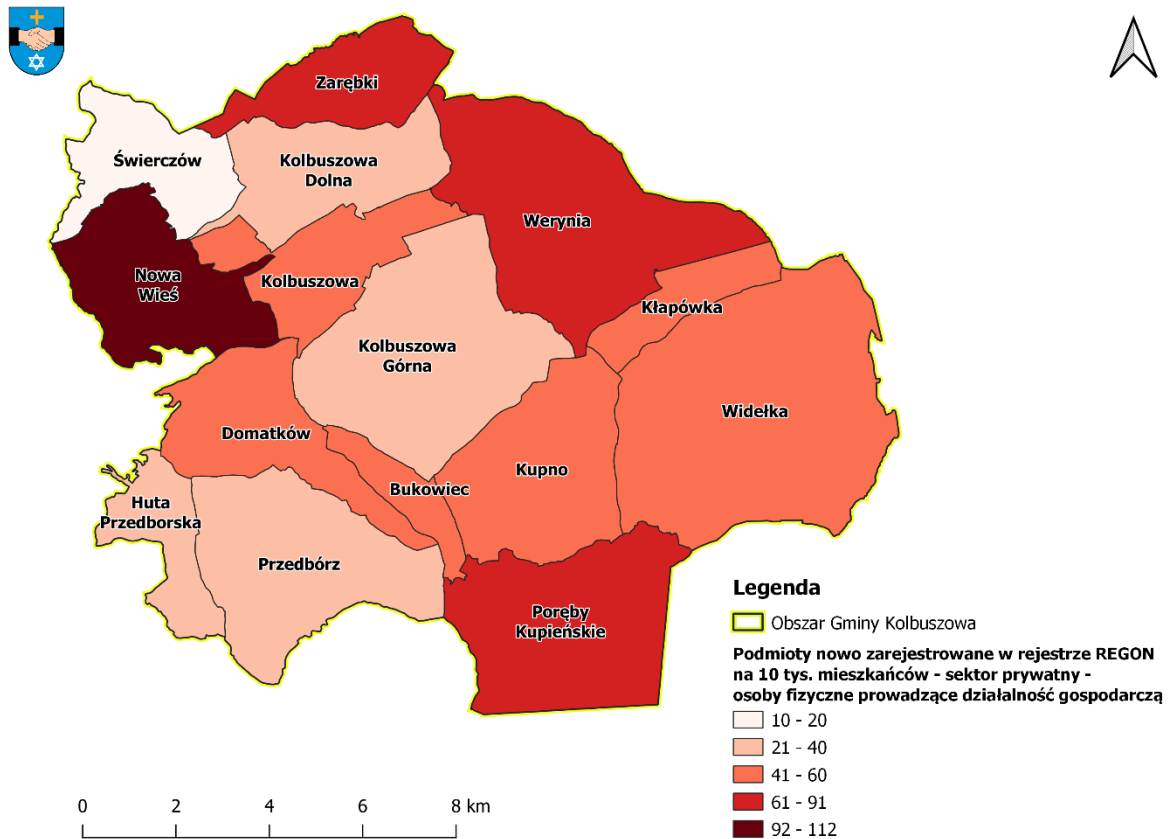 Zarębki
Świerczów
Kolbuszowa
Dolna
Werynia
Nowa
Wieś
Kolbuszowa
Kłapówka
Kolbuszowa
Górna
Widełka
Domatków
Kupno
Bukowiec
Huta
Przedborska
Przedbórz
Poręby
Kupieńskie
Legenda
Obszar Gminy Kolbuszowa
Podmioty nowo zarejestrowane w rejestrze REGON
na 10 tys. mieszkańców - sektor prywatny -
osoby fizyczne prowadzące działalność gospodarczą
10 - 20
21 - 40
41 - 60
61 - 91
92 - 112
0 2 4 6 8 km